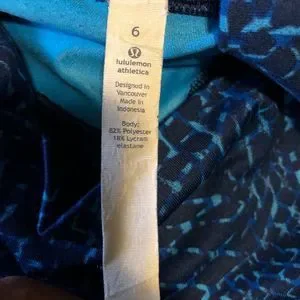 6
lululemon
athletica
Designed in
Vancouver
Made in
Indonesia
Body:
82% Polyester
18% Lycra®
elastane